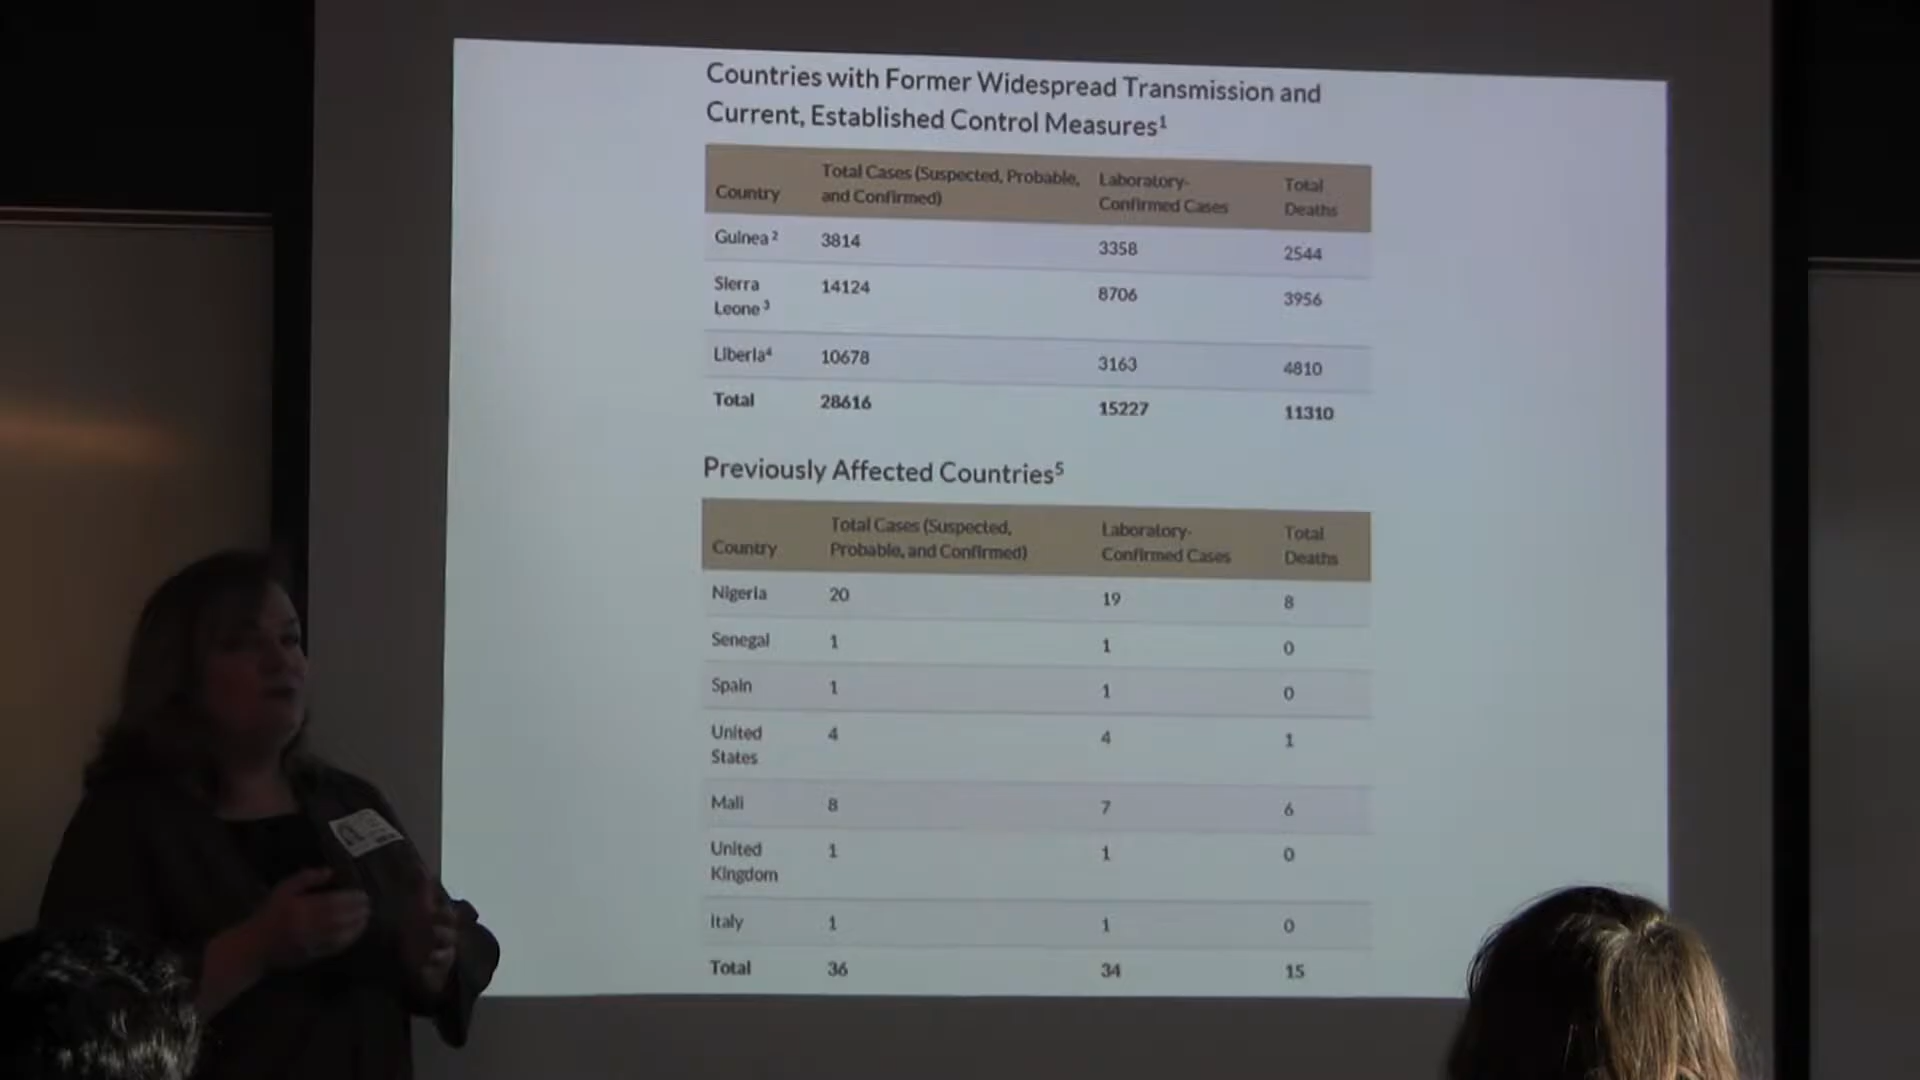 Countries with Former Widespread Transmission and
Current, Established Control Measures¹
Country Total Cases (Suspected, Probable, and Confirmed) Laboratory-Confirmed Cases Total Deaths
Guinea² 3814 3358 2544
Sierra Leone³ 14124 8706 3956
Liberia⁴ 10678 3163 4810
Total 28616 15227 11310
Previously Affected Countries⁵
Country Total Cases (Suspected, Probable, and Confirmed) Laboratory-Confirmed Cases Total Deaths
Nigeria 20 19 8
Senegal 1 1 0
Spain 1 1 0
United States 4 4 1
Mali 8 7 6
United Kingdom 1 1 0
Italy 1 1 0
Total 36 34 15